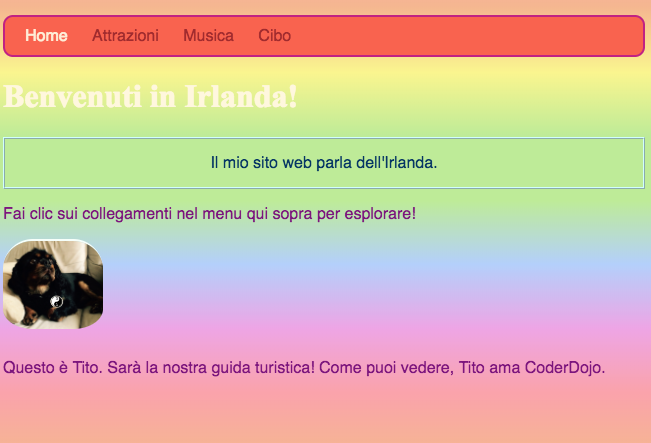 Home Attrazioni Musica Cibo
Benvenuti in Irlanda!
Il mio sito web parla dell'Irlanda.
Fai clic sui collegamenti nel menu qui sopra per esplorare!
Questo è Tito. Sarà la nostra guida turistica! Come puoi vedere, Tito ama CoderDojo.